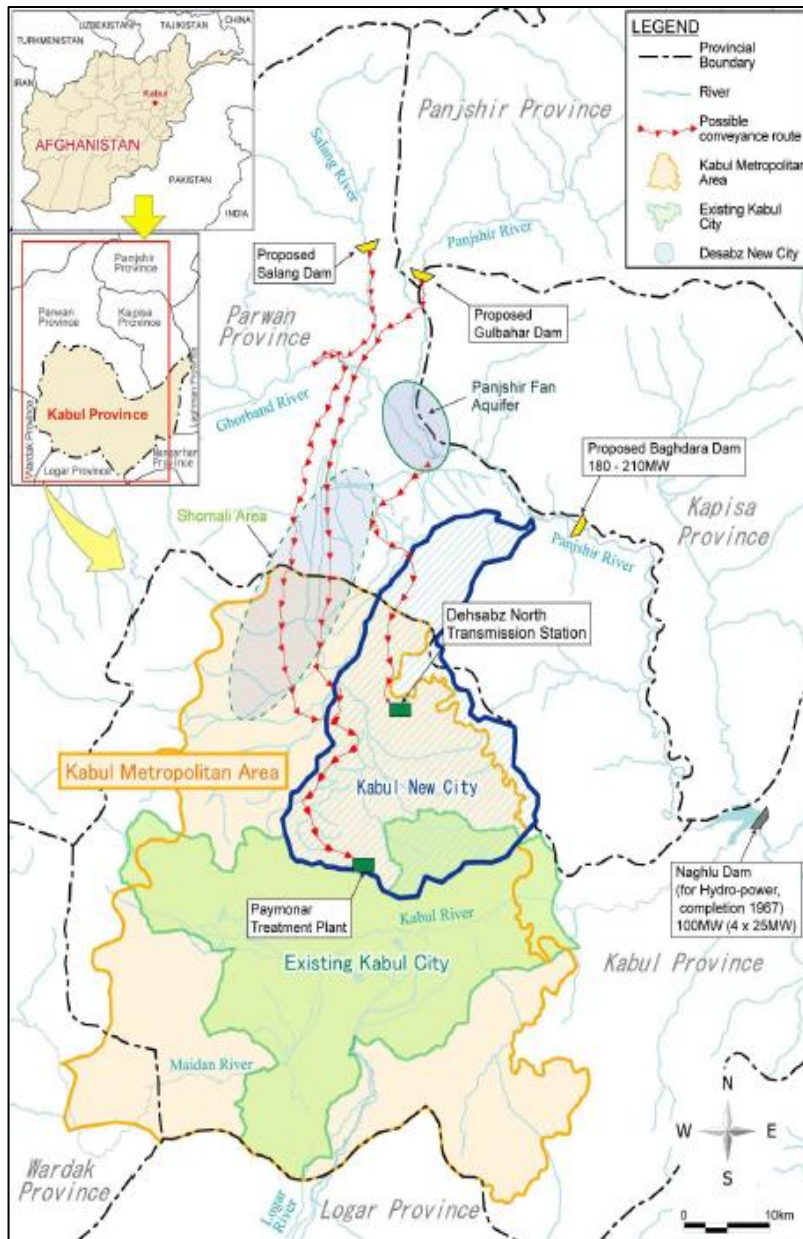 UZBEKISTAN
TAJIKISTAN
CHINA
TURKMENISTAN
IRAN
Kabul
AFGHANISTAN
PAKISTAN
INDIA
Panjshir
Province
Parwan
Province
Kapisa
Province
Kabul Province
Wardak Province
Laghman Province
Logar Province
Nangarhar
Province
LEGEND
Provincial
Boundary
River
Possible
conveyance route
Kabul Metropolitan
Area
Existing Kabul
City
Desabz New City
Panjshir Province
Salang River
Panjshir River
Proposed
Salang Dam
Proposed
Gulbahar Dam
Parwan
Province
Panjshir Fan
Aquifer
Ghorband River
Proposed Baghdara Dam
180 - 210MW
Kapisa
Province
Shomali Area
Panjshir River
Dehsabz North
Transmission Station
Kabul Metropolitan Area
Kabul New City
Naghlu Dam
(for Hydro-power,
completion 1967)
100MW (4 x 25MW)
Paymonar
Treatment Plant
Kabul River
Existing Kabul City
Kabul Province
Maidan River
N
W E
S
Wardak
Province
Logar
River
Logar Province
0 10km